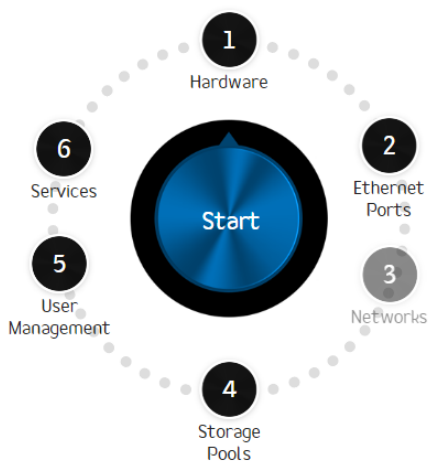 1
Hardware
2
Ethernet
Ports
3
Networks
4
Storage
Pools
5
User
Management
6
Services
Start